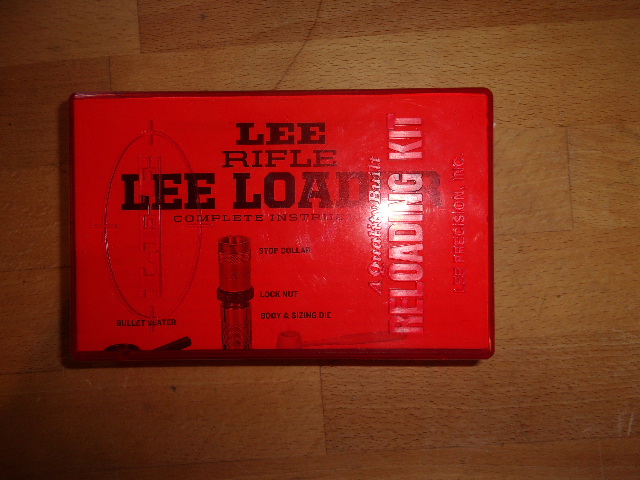 LEE
RIFLE
LEE LOADER
COMPLETE
STOP COLLAR
LOCK NUT
BODY & SIZING DIE
BULLET SEATER
A Quality Built
RELOADING KIT
LEE PRECISION, INC.